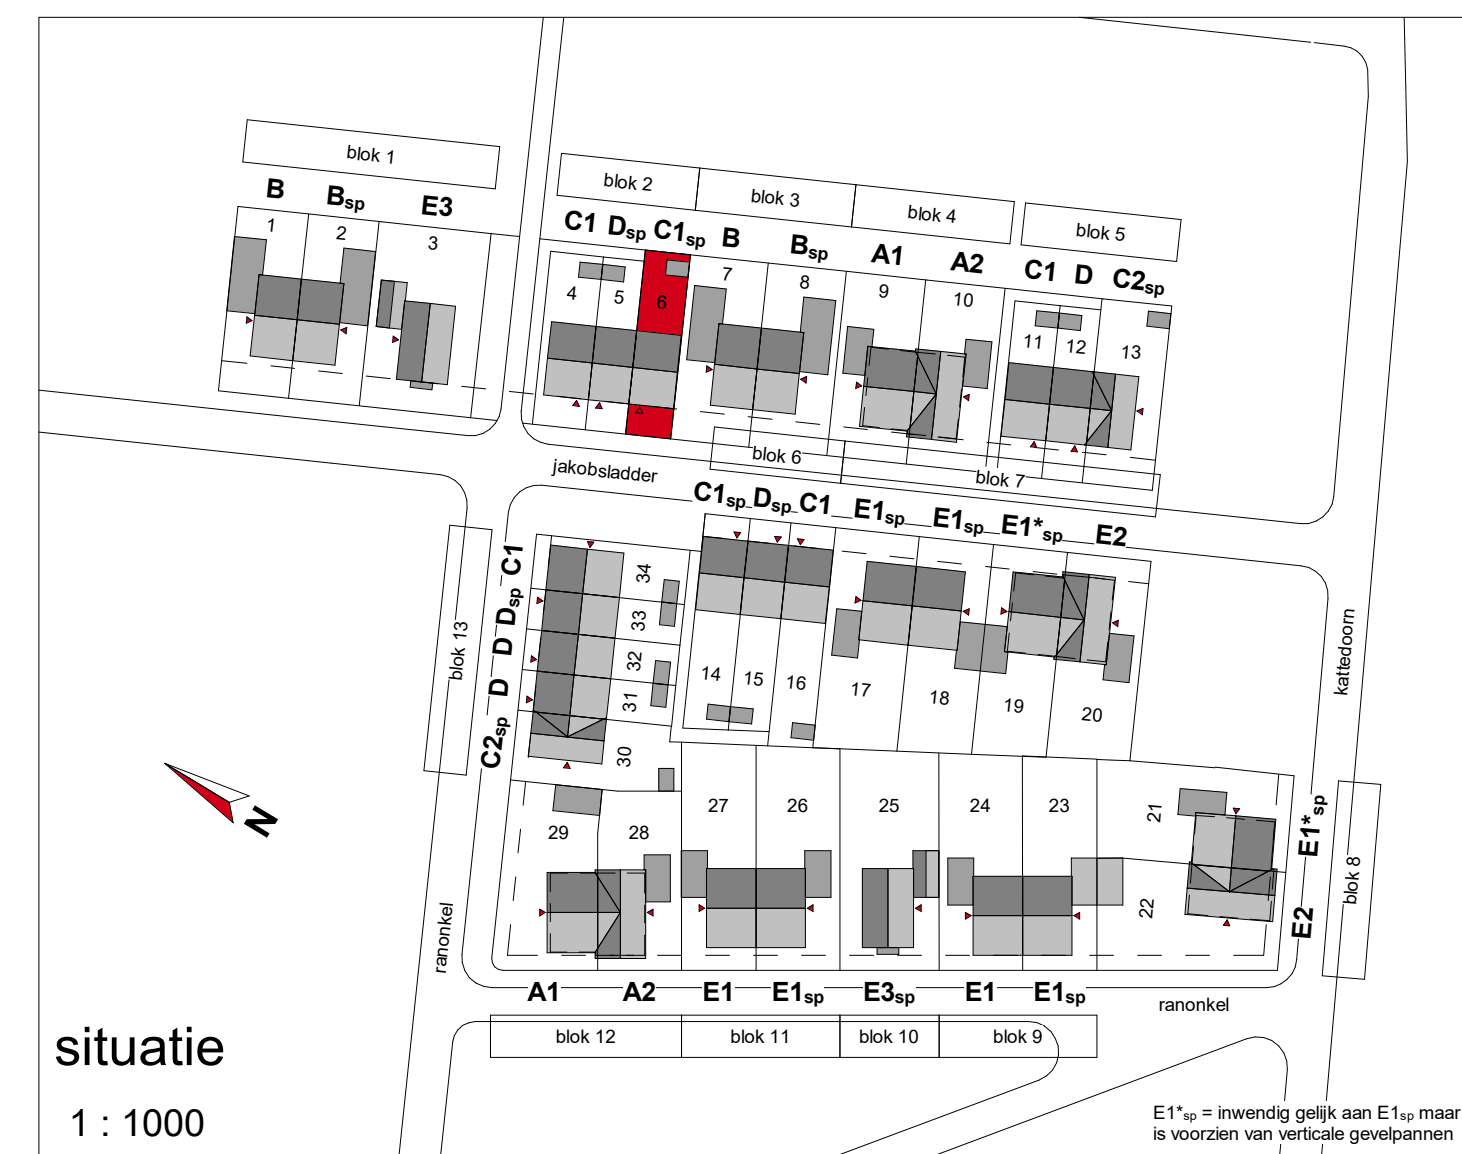 blok 1
B Bsp E3
1 2 3
blok 2 blok 3 blok 4 blok 5
C1 Dsp C1sp B Bsp A1 A2 C1 D C2sp
4 5 6 7 8 9 10 11 12 13
jakobsladder
blok 6 blok 7
C1sp Dsp C1 E1sp E1sp E1*sp E2
14 15 16 17 18 19 20
blok 13
C1
Dsp
D
D
C2sp
34
33
32
31
30
kattedoorn
29 28 27 26 25 24 23
21
22
E1*sp
E2
blok 8
ranonkel
A1 A2 E1 E1sp E3sp E1 E1sp
ranonkel
blok 12 blok 11 blok 10 blok 9
N
situatie
1 : 1000
E1*sp = inwendig gelijk aan E1sp maar
is voorzien van verticale gevelpannen